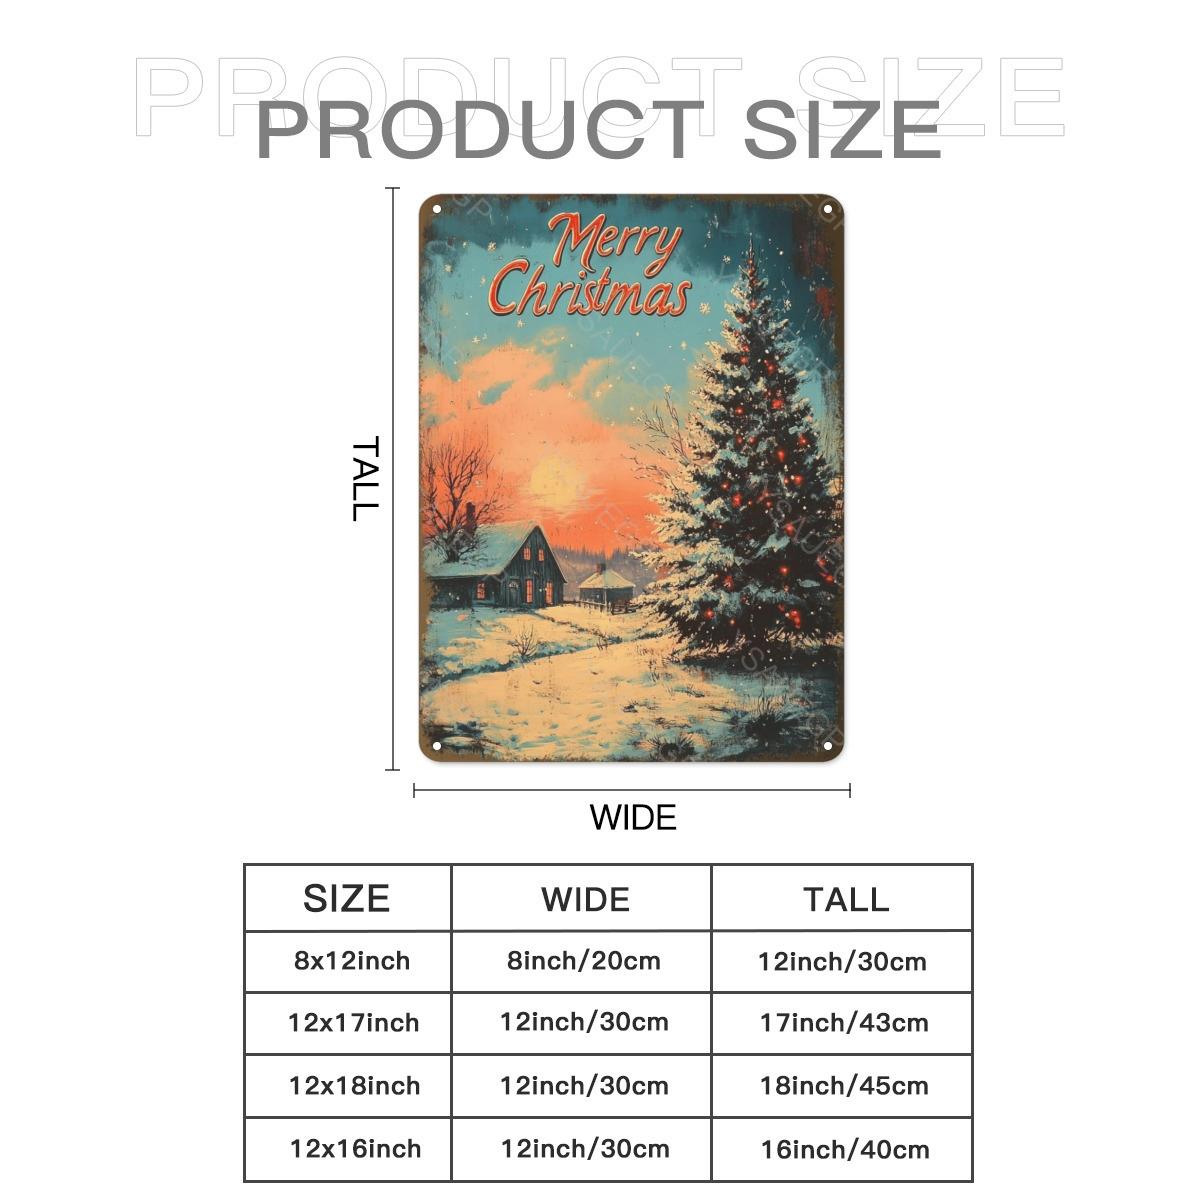 PRODUCT SIZE
PRODUCT SIZE
Merry
Christmas
TALL
WIDE
SIZE WIDE TALL
8x12inch 8inch/20cm 12inch/30cm
12x17inch 12inch/30cm 17inch/43cm
12x18inch 12inch/30cm 18inch/45cm
12x16inch 12inch/30cm 16inch/40cm